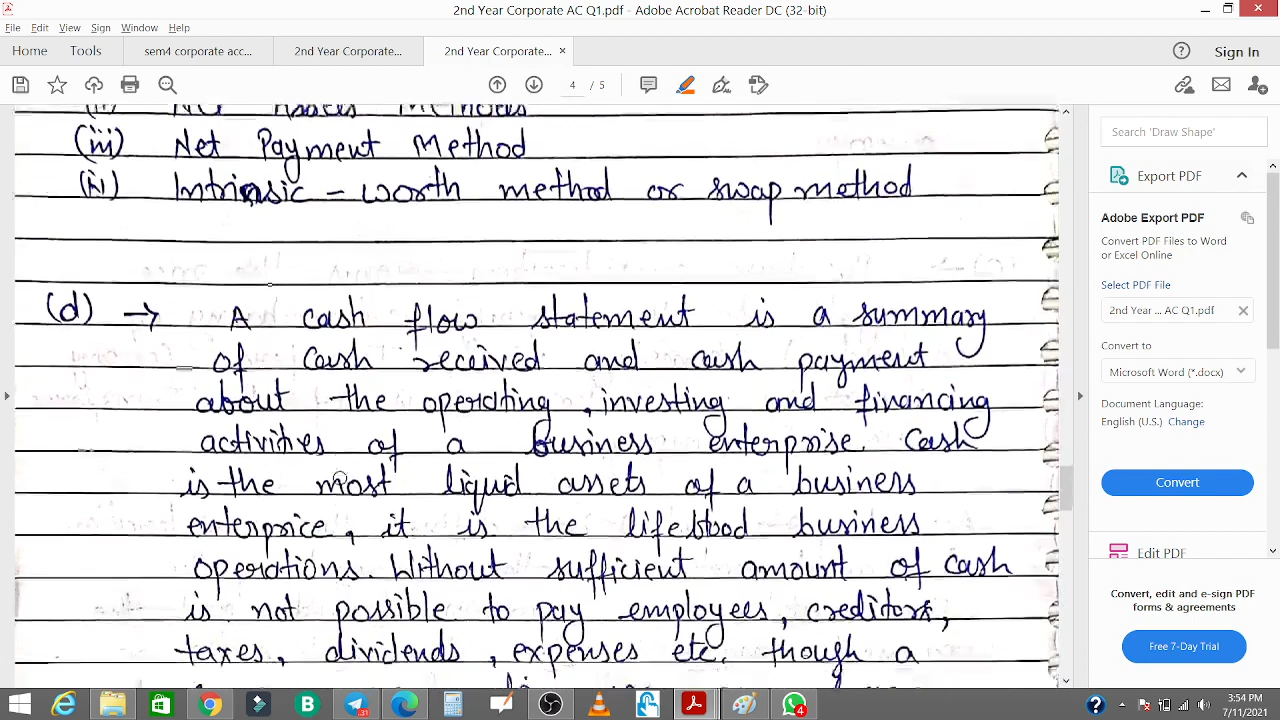 2nd Year Corporate AC Q1.pdf - Adobe Acrobat Reader DC (32-bit)
File Edit View Sign Window Help
Home Tools sem4 corporate acc... 2nd Year Corporate... 2nd Year Corporate... × Sign In
4 / 5
Net Assets Methods
(iii) Net Payment Method
(iv) Intrinsic - worth method or swap method
(d) → A cash flow statement is a summary
of cash received and cash payment
about the operating, investing and financing
activities of a business enterprise. Cash
is the most liquid assets of a business
enterprice, it is the lifeblood business
operations. Without sufficient amount of cash
is not possible to pay employees, creditors,
taxes, dividends, expenses etc. though a
Search 'Draw Shape'
Export PDF
Adobe Export PDF
Convert PDF Files to Word
or Excel Online
Select PDF File
2nd Year ... AC Q1.pdf
Convert to
Microsoft Word (*.docx)
Document Language:
English (U.S.) Change
Convert
Edit PDF
Convert, edit and e-sign PDF
forms & agreements
Free 7-Day Trial
3:54 PM
7/11/2021